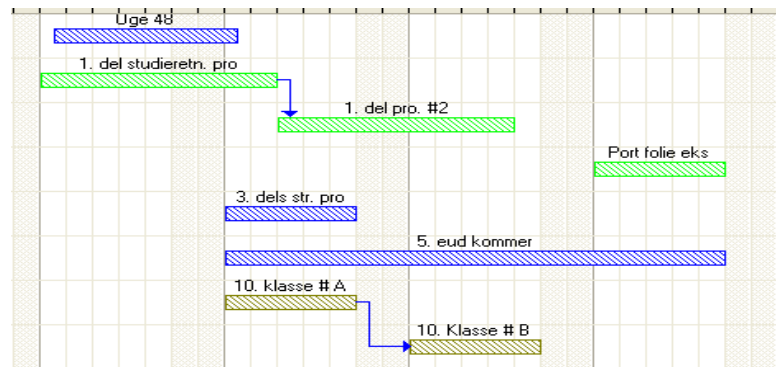 Uge 48
1. del studieretn. pro
1. del pro. #2
Port folie eks
3. dels str. pro
5. eud kommer
10. klasse # A
10. Klasse # B